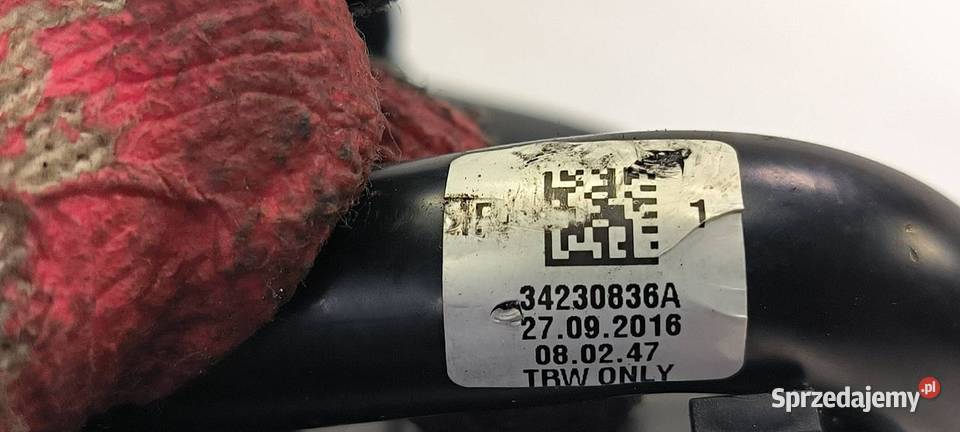 1
34230836A
27.09.2016
08.02.47
TRW ONLY
Sprzedajemy.pl